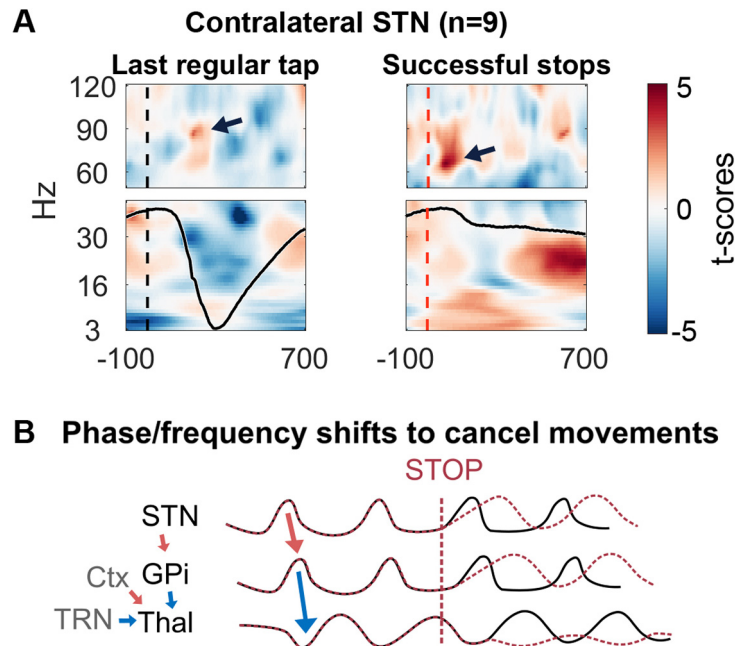 A Contralateral STN (n=9)
Last regular tap Successful stops
120
90
60
Hz
30
16
3
-100 700 -100 700
5
0
-5
t-scores
B Phase/frequency shifts to cancel movements
STOP
STN
Ctx GPi
TRN Thal